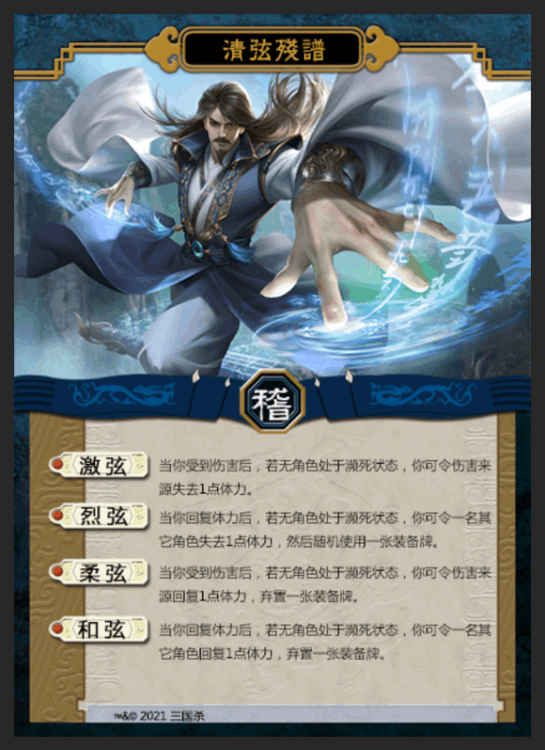 清弦殘譜
稽
激弦
当你受到伤害后，若无角色处于濒死状态，你可令伤害来
源失去1点体力。
烈弦
当你回复体力后，若无角色处于濒死状态，你可令一名其
它角色失去1点体力，然后随机使用一张装备牌。
柔弦
当你受到伤害后，若无角色处于濒死状态，你可令伤害来
源回复1点体力，弃置一张装备牌。
和弦
当你回复体力后，若无角色处于濒死状态，你可令一名其
它角色回复1点体力，弃置一张装备牌。
™&© 2021 三国杀